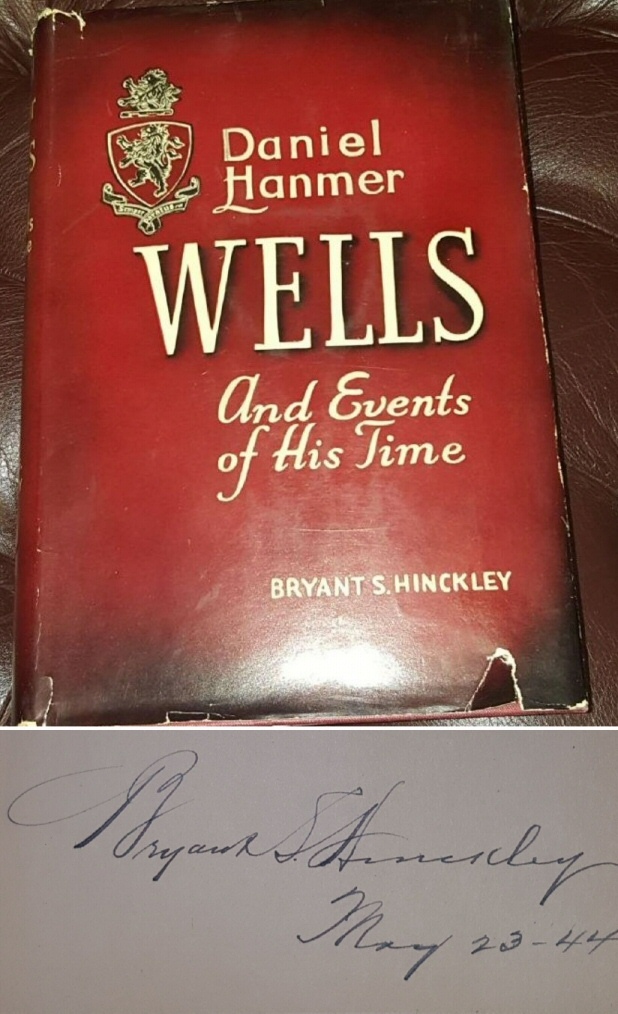 Daniel
Hanmer
WELLS
And Events
of His Time
BRYANT S. HINCKLEY
Bryant S. Hinckley
May 23-44